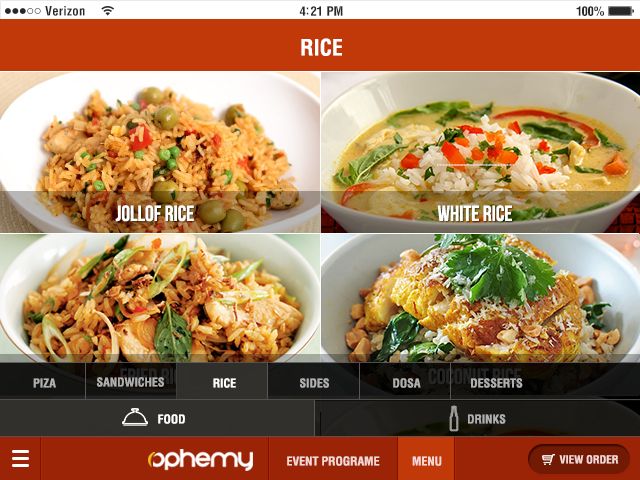 Verizon 4:21 PM 100%
RICE
JOLLOF RICE WHITE RICE
FRIED RICE COCONUT RICE
PIZA SANDWICHES RICE SIDES DOSA DESSERTS
FOOD DRINKS
ophemy EVENT PROGRAME MENU VIEW ORDER